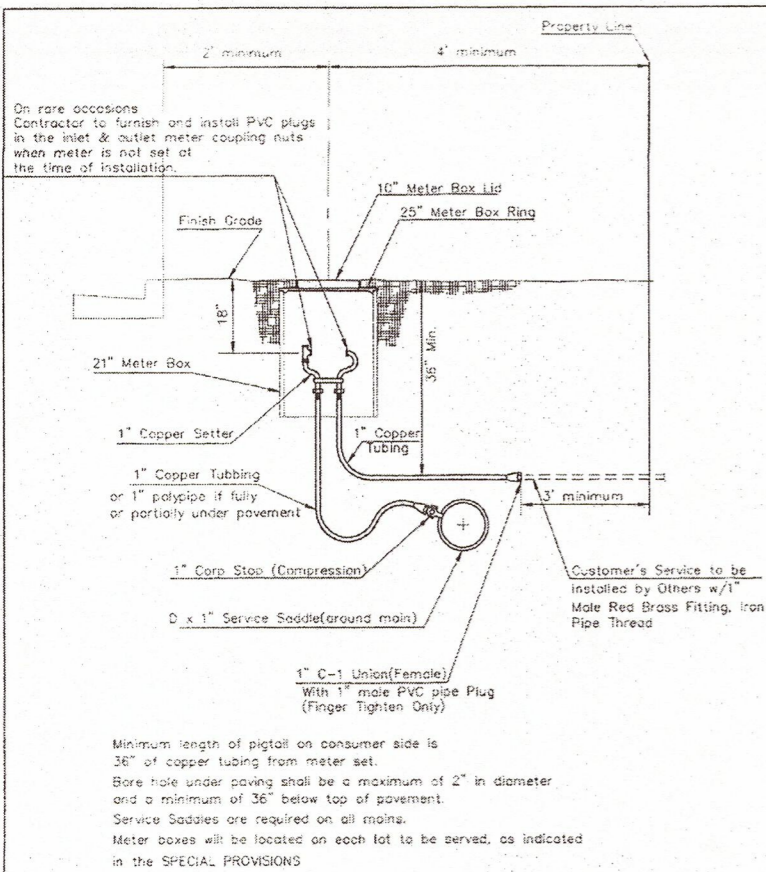 Property Line
2' minimum
4' minimum
On rare occasions
Contractor to furnish and install PVC plugs
in the inlet & outlet meter coupling nuts
when meter is not set at
the time of installation.
10" Meter Box Lid
25" Meter Box Ring
Finish Grade
18"
36" Min.
21" Meter Box
1" Copper Setter
1" Copper
Tubing
1" Copper Tubbing
or 1" polypipe if fully
or partially under pavement
3' minimum
1" Corp Stop (Compression)
Customer's Service to be
installed by Others w/1"
Male Red Brass Fitting, Iron
Pipe Thread
D x 1" Service Saddle(around main)
1" C-1 Union(Female)
With 1" male PVC pipe Plug
(Finger Tighten Only)
Minimum length of pigtail on consumer side is
36" of copper tubing from meter set.
Bore hole under paving shall be a maximum of 2" in diameter
and a minimum of 36" below top of pavement.
Service Saddles are required on all mains.
Meter boxes will be located on each lot to be served, as indicated
in the SPECIAL PROVISIONS